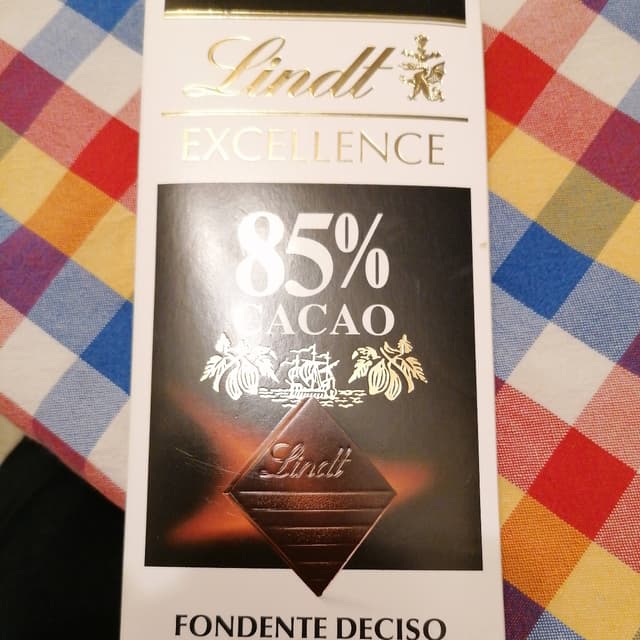 Lindt
EXCELLENCE
85%
CACAO
Lindt
FONDENTE DECISO